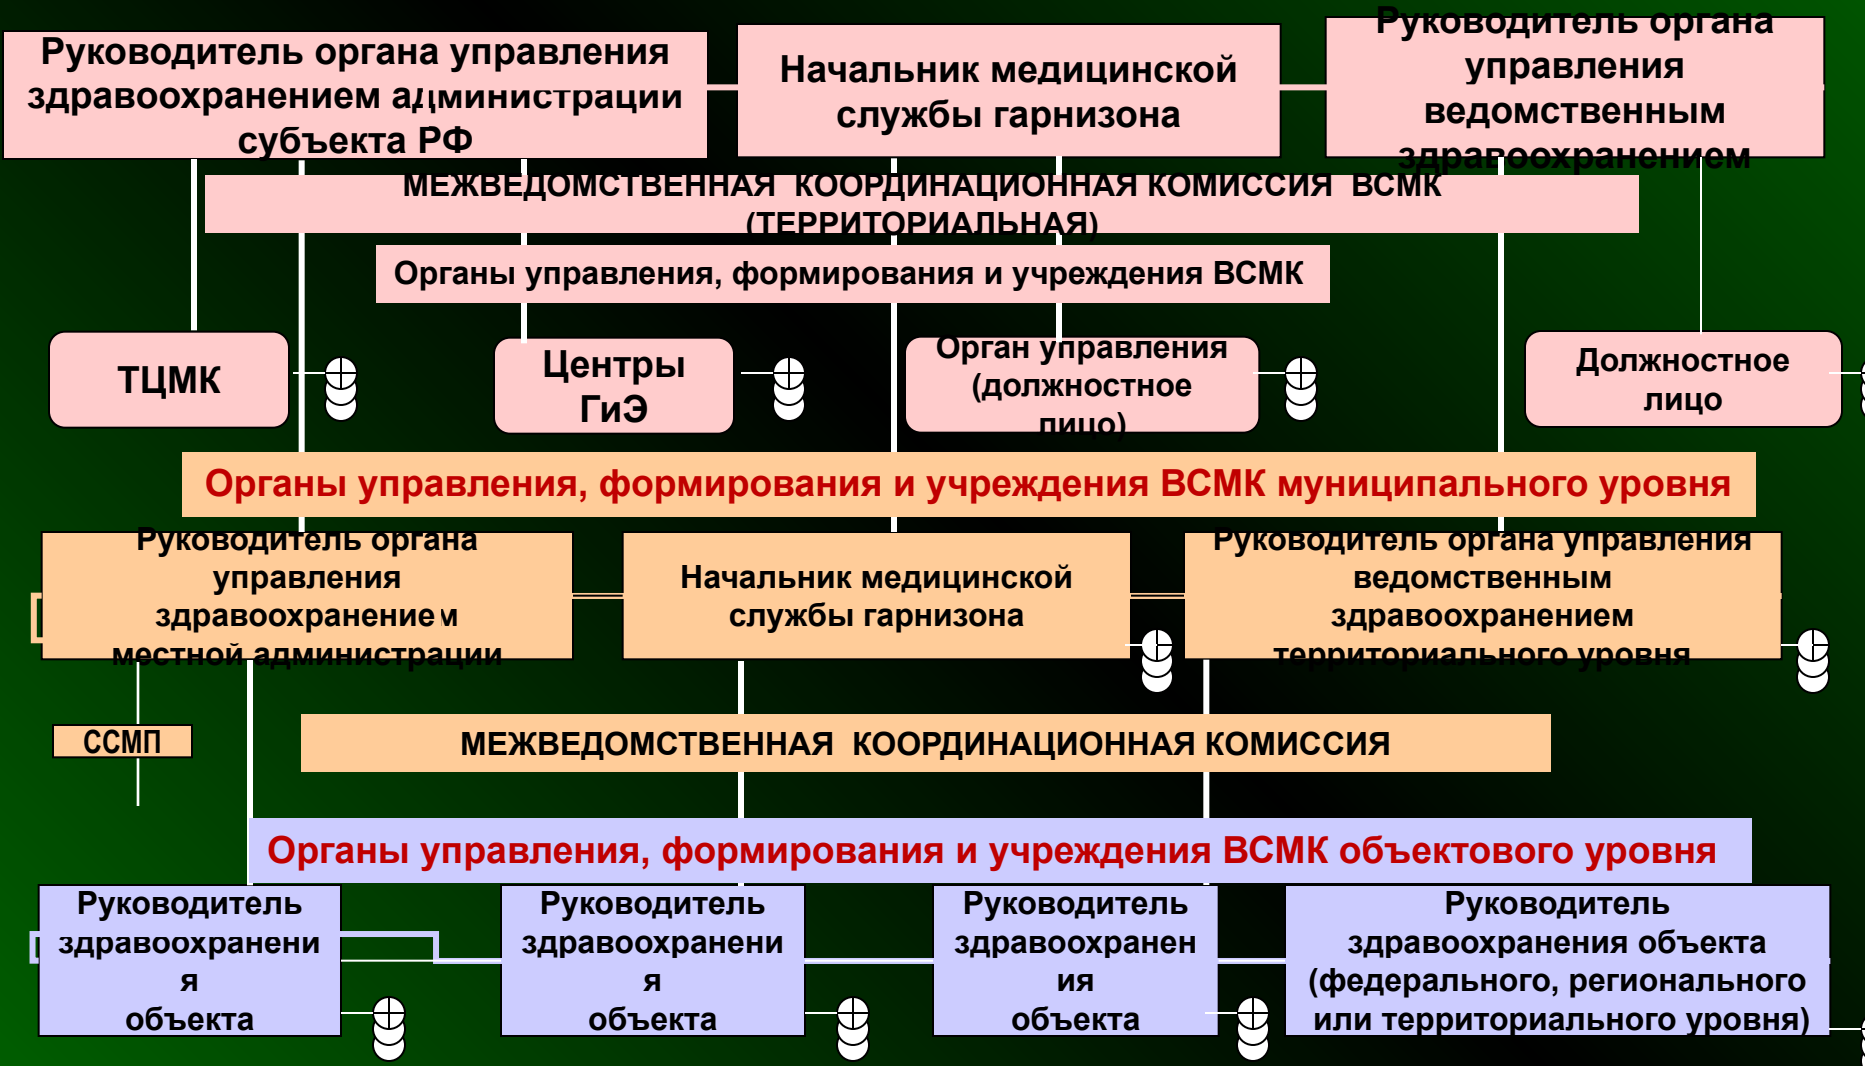 Руководитель органа управления
здравоохранением администрации
субъекта РФ
Начальник медицинской
службы гарнизона
Руководитель органа
управления
ведомственным
здравоохранением
МЕЖВЕДОМСТВЕННАЯ КООРДИНАЦИОННАЯ КОМИССИЯ ВСМК
(ТЕРРИТОРИАЛЬНАЯ)
Органы управления, формирования и учреждения ВСМК
ТЦМК
Центры
ГиЭ
Орган управления
(должностное
лицо)
Должностное
лицо
Органы управления, формирования и учреждения ВСМК муниципального уровня
Руководитель органа
управления
здравоохранением
местной администрации
Начальник медицинской
службы гарнизона
Руководитель органа управления
ведомственным
здравоохранением
территориального уровня
ССМП
МЕЖВЕДОМСТВЕННАЯ КООРДИНАЦИОННАЯ КОМИССИЯ
Органы управления, формирования и учреждения ВСМК объектового уровня
Руководитель
здравоохранени
я
объекта
Руководитель
здравоохранени
я
объекта
Руководитель
здравоохранен
ия
объекта
Руководитель
здравоохранения объекта
(федерального, регионального
или территориального уровня)